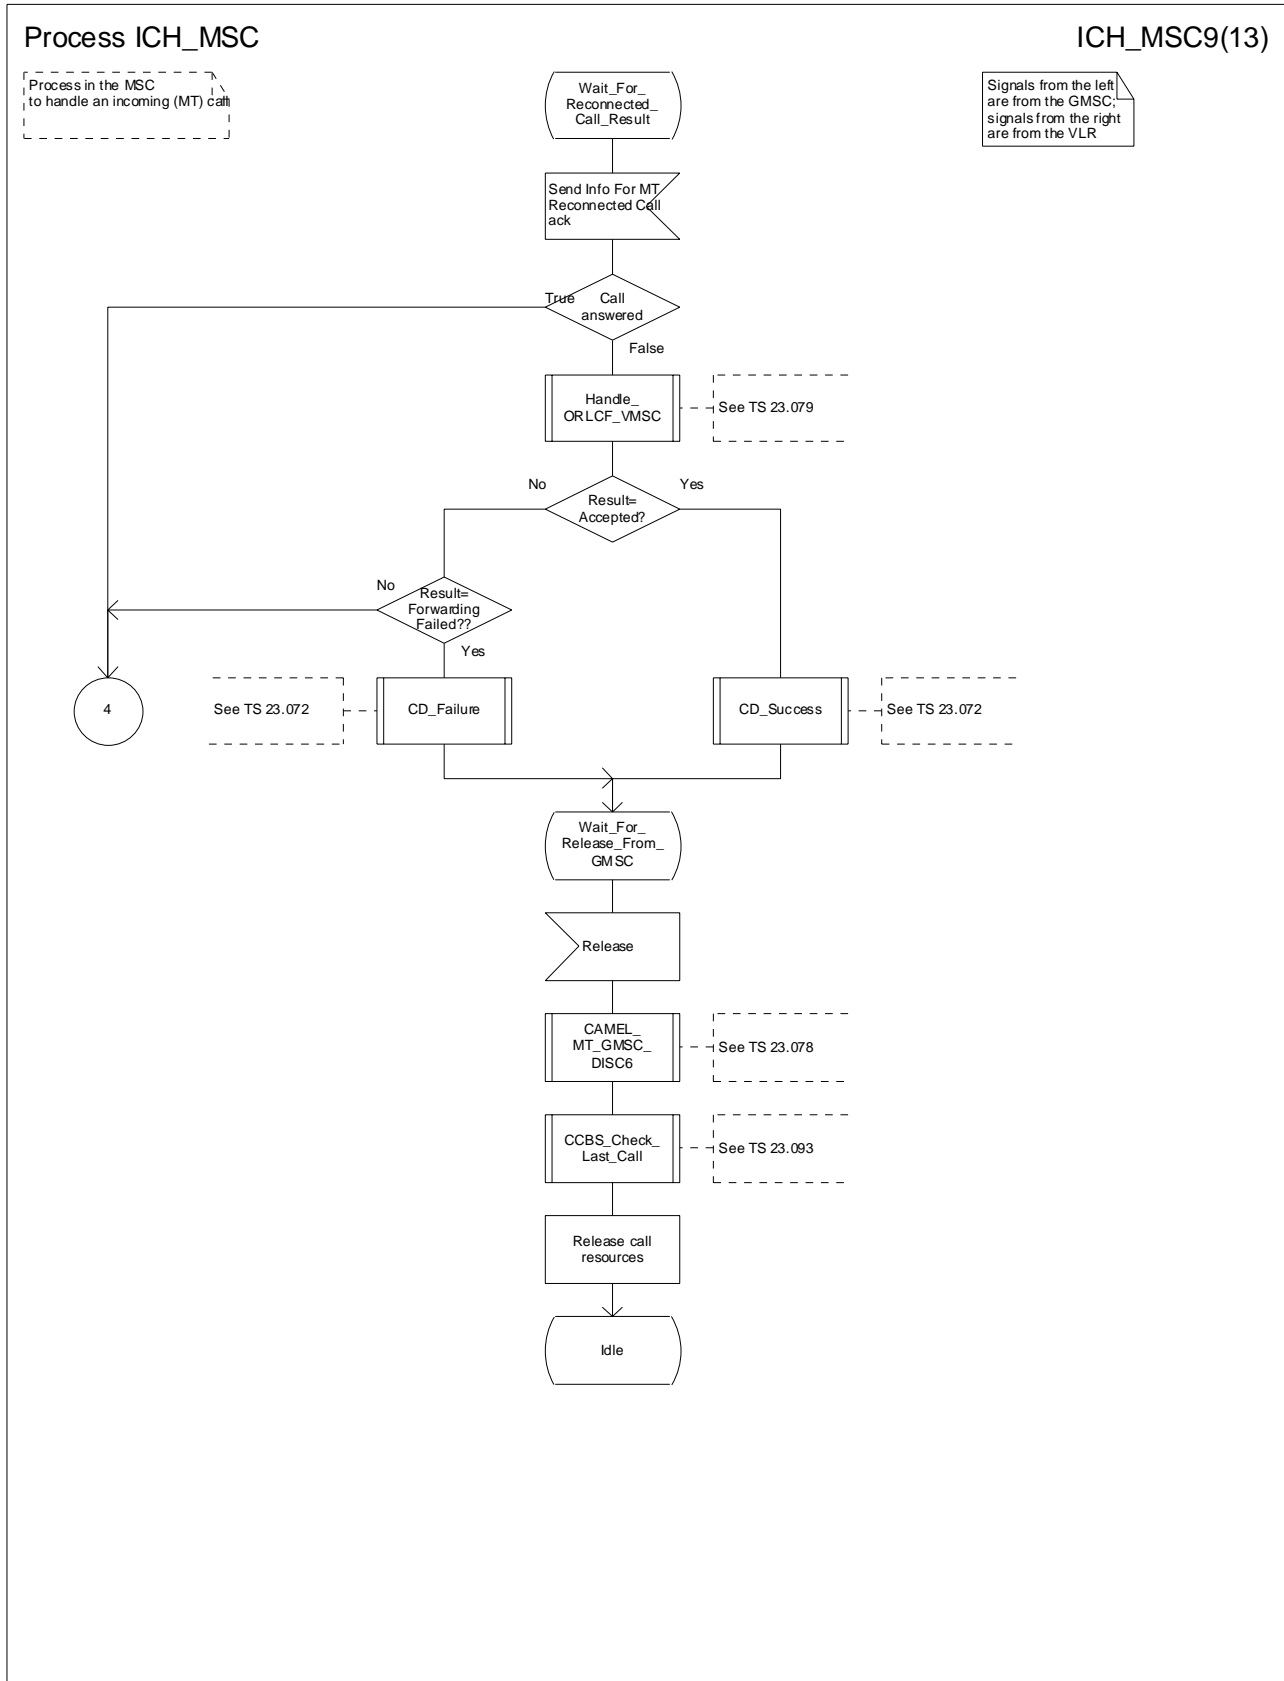 Process ICH_MSC
ICH_MSC9(13)
Process in the MSC
to handle an incoming (MT) call
Signals from the left
are from the GMSC;
signals from the right
are from the VLR
Wait_For_
Reconnected_
Call_Result
Send Info For MT
Reconnected Call
ack
True
Call
answered
False
Handle_
ORLCF_VMSC
See TS 23.079
No
Yes
Result=
Accepted?
No
Result=
Forwarding
Failed??
Yes
4
See TS 23.072
CD_Failure
CD_Success
See TS 23.072
Wait_For_
Release_From_
GMSC
Release
CAMEL_
MT_GMSC_
DISC6
See TS 23.078
CCBS_Check_
Last_Call
See TS 23.093
Release call
resources
Idle